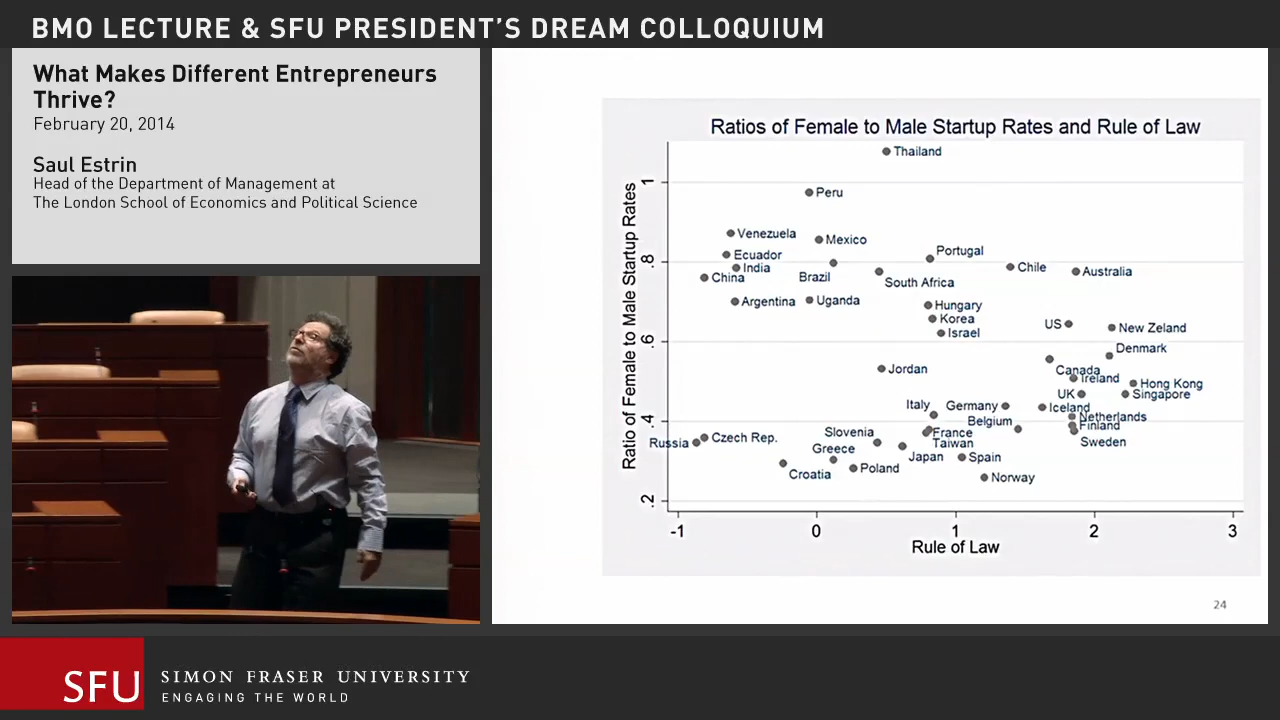 BMO LECTURE & SFU PRESIDENT'S DREAM COLLOQUIUM
What Makes Different Entrepreneurs
Thrive?
February 20, 2014
Saul Estrin
Head of the Department of Management at
The London School of Economics and Political Science
Ratios of Female to Male Startup Rates and Rule of Law
Ratio of Female to Male Startup Rates
1
.8
.6
.4
.2
Thailand
Peru
Venezuela
Mexico
Ecuador
Portugal
India
Chile
China
Brazil
South Africa
Australia
Argentina
Uganda
Hungary
Korea
US
New Zeland
Israel
Denmark
Jordan
Canada
Ireland
Hong Kong
UK
Singapore
Italy
Germany
Iceland
Netherlands
Belgium
Finland
Slovenia
France
Russia
Czech Rep.
Taiwan
Sweden
Greece
Japan
Spain
Croatia
Poland
Norway
-1 0 1 2 3
Rule of Law
24
SFU
SIMON FRASER UNIVERSITY
ENGAGING THE WORLD